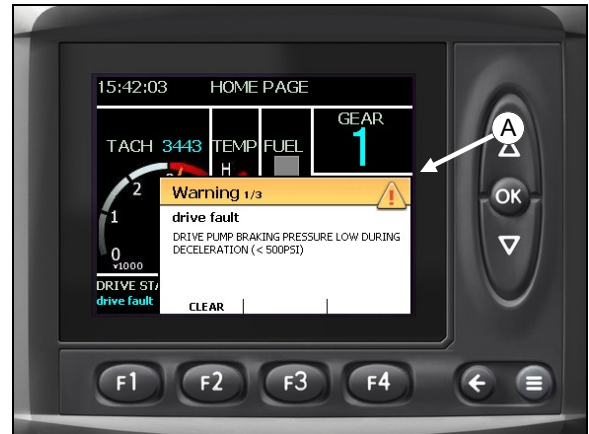 15:42:03 HOME PAGE
GEAR
1
TACH 3443 TEMP FUEL
H
2
1
0
x1000
Warning 1/3
drive fault
DRIVE PUMP BRAKING PRESSURE LOW DURING
DECELERATION (< 500PSI)
DRIVE STA
drive fault
CLEAR
A
OK
F1 F2 F3 F4